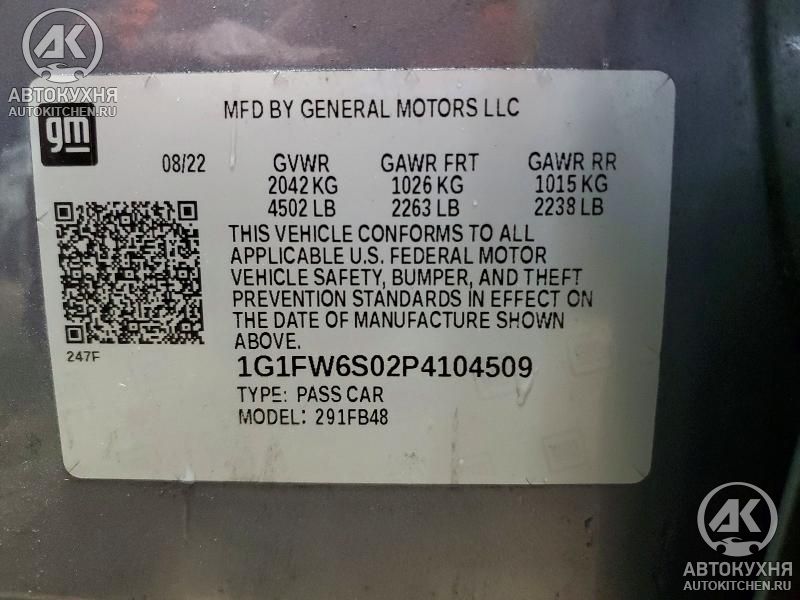 AK
АВТОКУХНЯ
AUTOKITCHEN.RU
gm
MFD BY GENERAL MOTORS LLC
08/22 GVWR GAWR FRT GAWR RR
2042 KG 1026 KG 1015 KG
4502 LB 2263 LB 2238 LB
THIS VEHICLE CONFORMS TO ALL
APPLICABLE U.S. FEDERAL MOTOR
VEHICLE SAFETY, BUMPER, AND THEFT
PREVENTION STANDARDS IN EFFECT ON
THE DATE OF MANUFACTURE SHOWN
ABOVE.
247F
1G1FW6S02P4104509
TYPE: PASS CAR
MODEL: 291FB48
AK
АВТОКУХНЯ
AUTOKITCHEN.RU